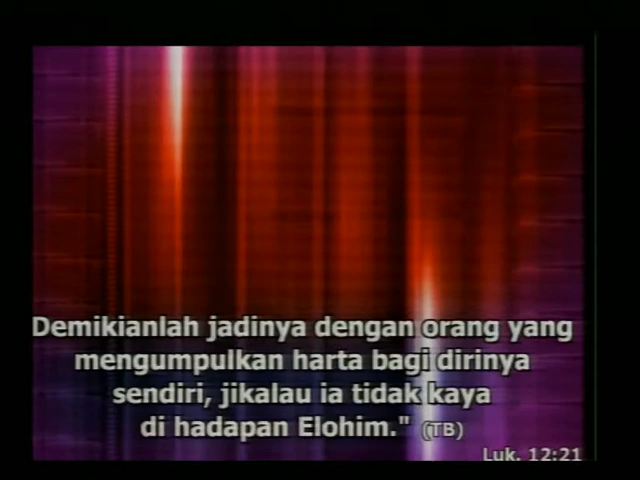 Demikianlah jadinya dengan orang yang
mengumpulkan harta bagi dirinya
sendiri, jikalau ia tidak kaya
di hadapan Elohim." (TB)
Luk. 12:21